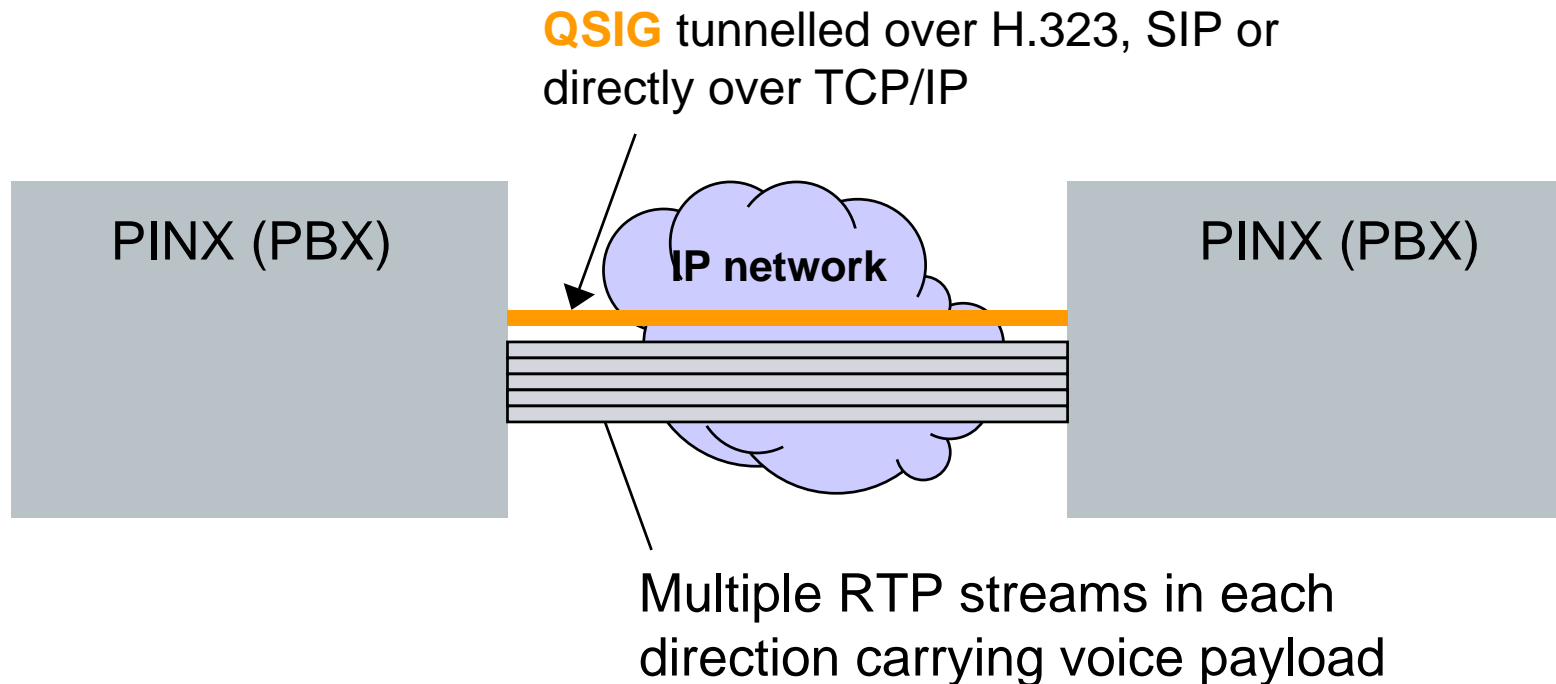 QSIG tunnelled over H.323, SIP or
directly over TCP/IP
PINX (PBX)
IP network
PINX (PBX)
Multiple RTP streams in each
direction carrying voice payload